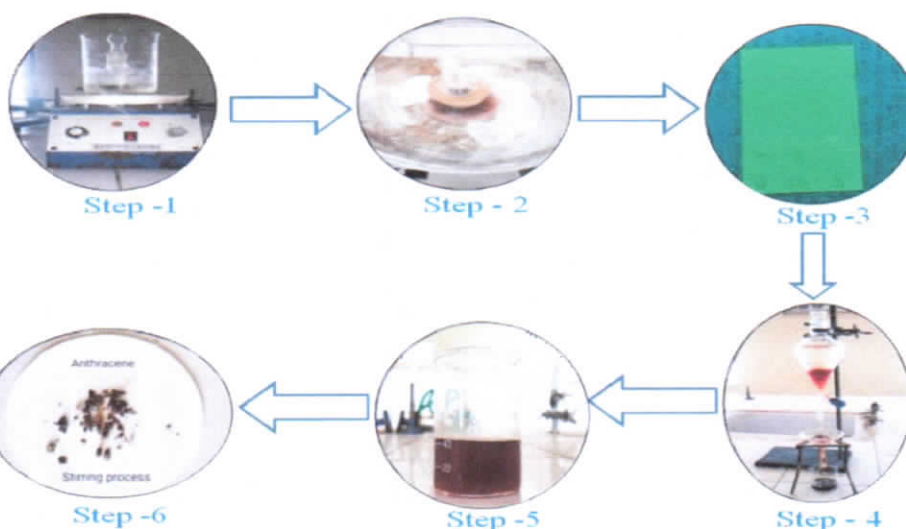 Step -1
Step - 2
Step -3
Step - 4
Step -5
Step -6
Anthracene
Stirring process